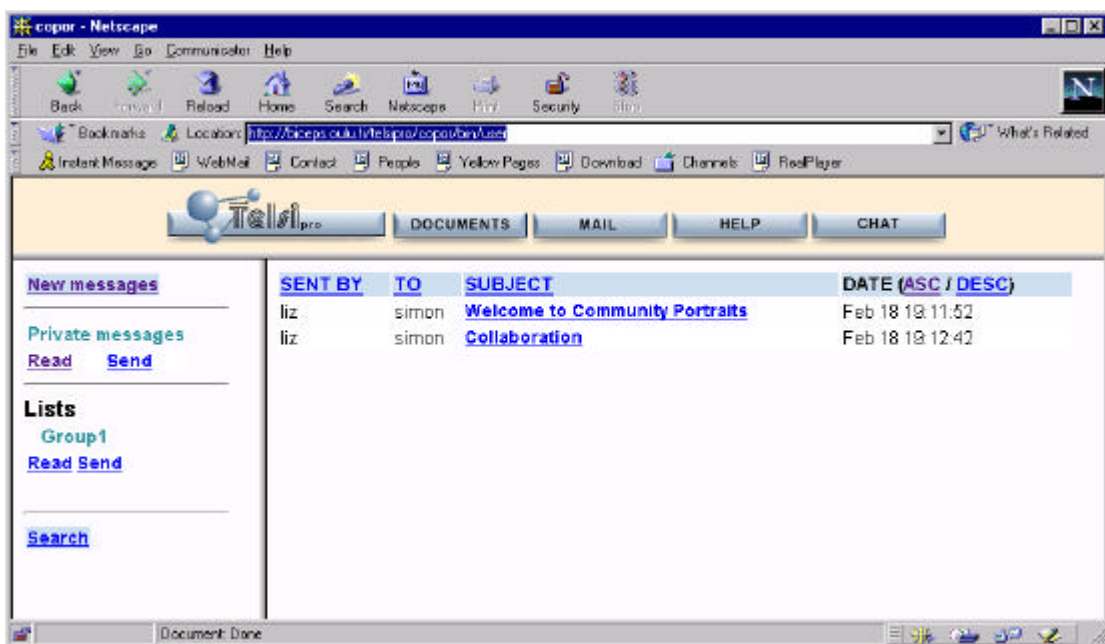 copor - Netscape
File Edit View Go Communicator Help
Back Forward Reload Home Search Netscape Print Security Stop
N
Bookmarks Location: http://biceps.oulu.fi/telsipro/copor/bin/user What's Related
Instant Message WebMail Contact People Yellow Pages Download Channels RealPlayer
Telsi pro DOCUMENTS MAIL HELP CHAT
New messages
Private messages
Read Send
Lists
Group1
Read Send
Search
SENT BY TO SUBJECT DATE (ASC / DESC)
liz simon Welcome to Community Portraits Feb 18 19:11:52
liz simon Collaboration Feb 18 19:12:42
Document: Done